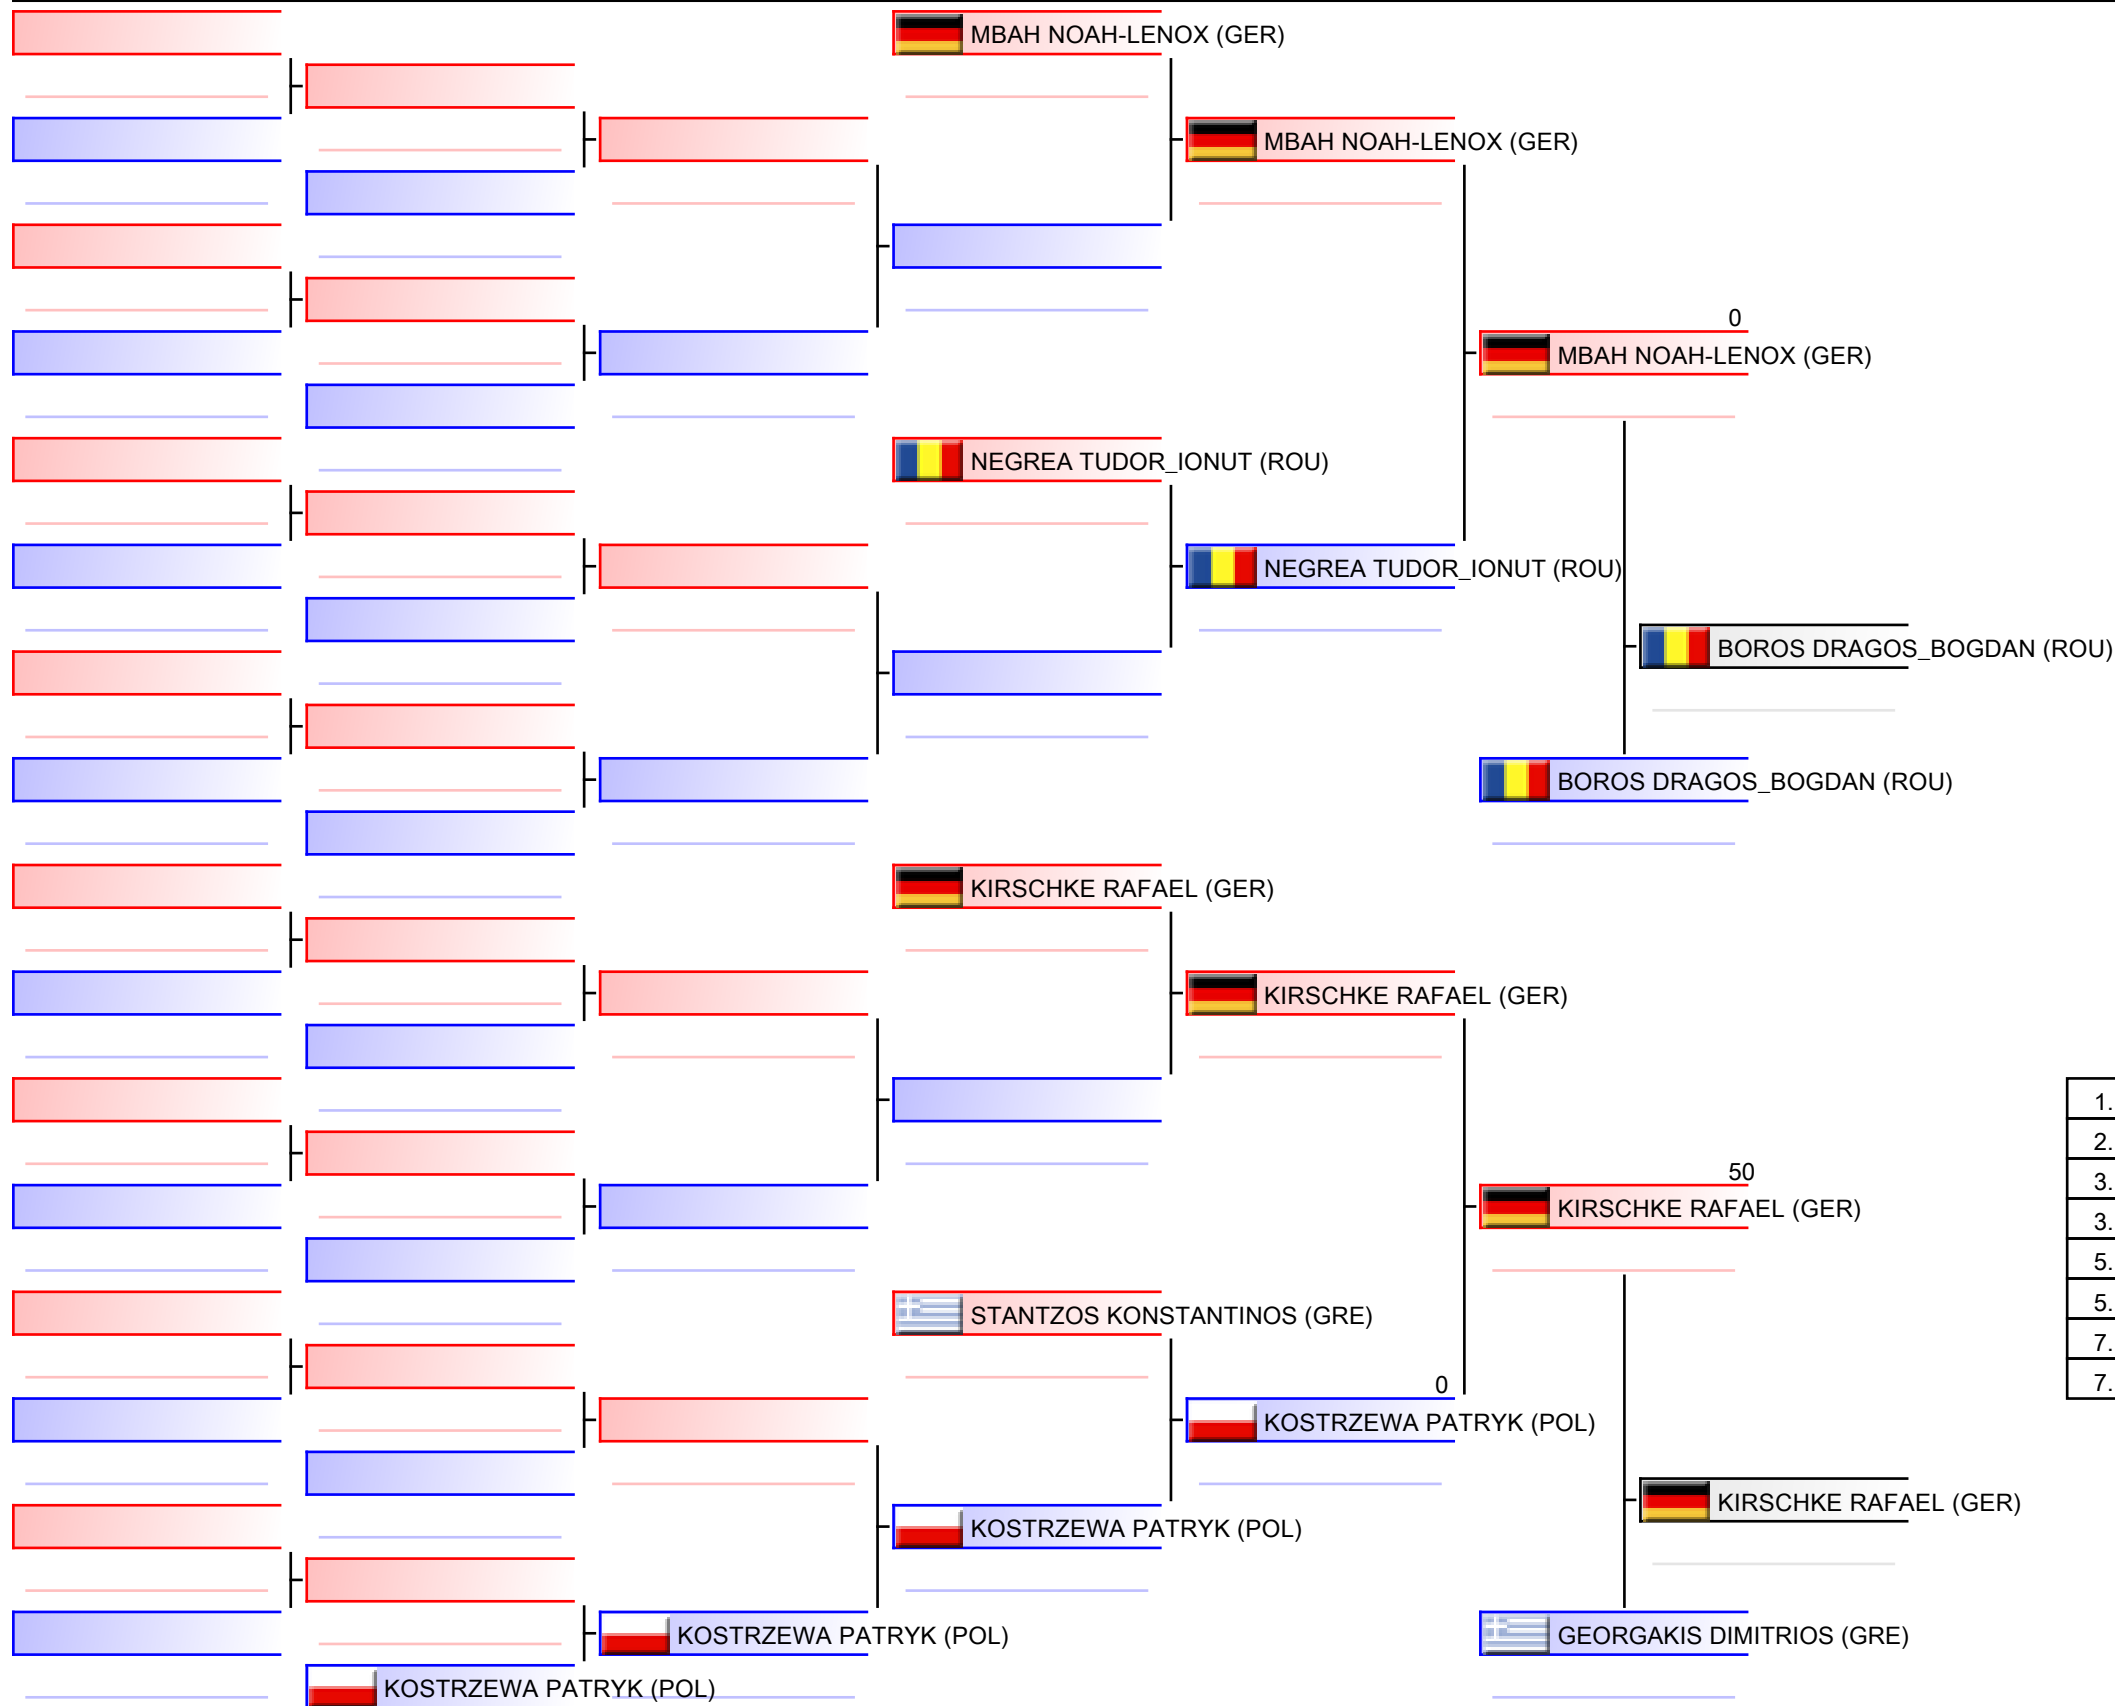 MBAH NOAH-LENOX (GER)
MBAH NOAH-LENOX (GER)
0
MBAH NOAH-LENOX (GER)
NEGREA TUDOR_IONUT (ROU)
NEGREA TUDOR_IONUT (ROU)
BOROS DRAGOS_BOGDAN (ROU)
BOROS DRAGOS_BOGDAN (ROU)
KIRSCHKE RAFAEL (GER)
KIRSCHKE RAFAEL (GER)
1.
2.
50
3.
KIRSCHKE RAFAEL (GER)
3.
5.
5.
STANTZOS KONSTANTINOS (GRE)
7.
0
7.
KOSTRZEWA PATRYK (POL)
KIRSCHKE RAFAEL (GER)
KOSTRZEWA PATRYK (POL)
KOSTRZEWA PATRYK (POL)
GEORGAKIS DIMITRIOS (GRE)
KOSTRZEWA PATRYK (POL)